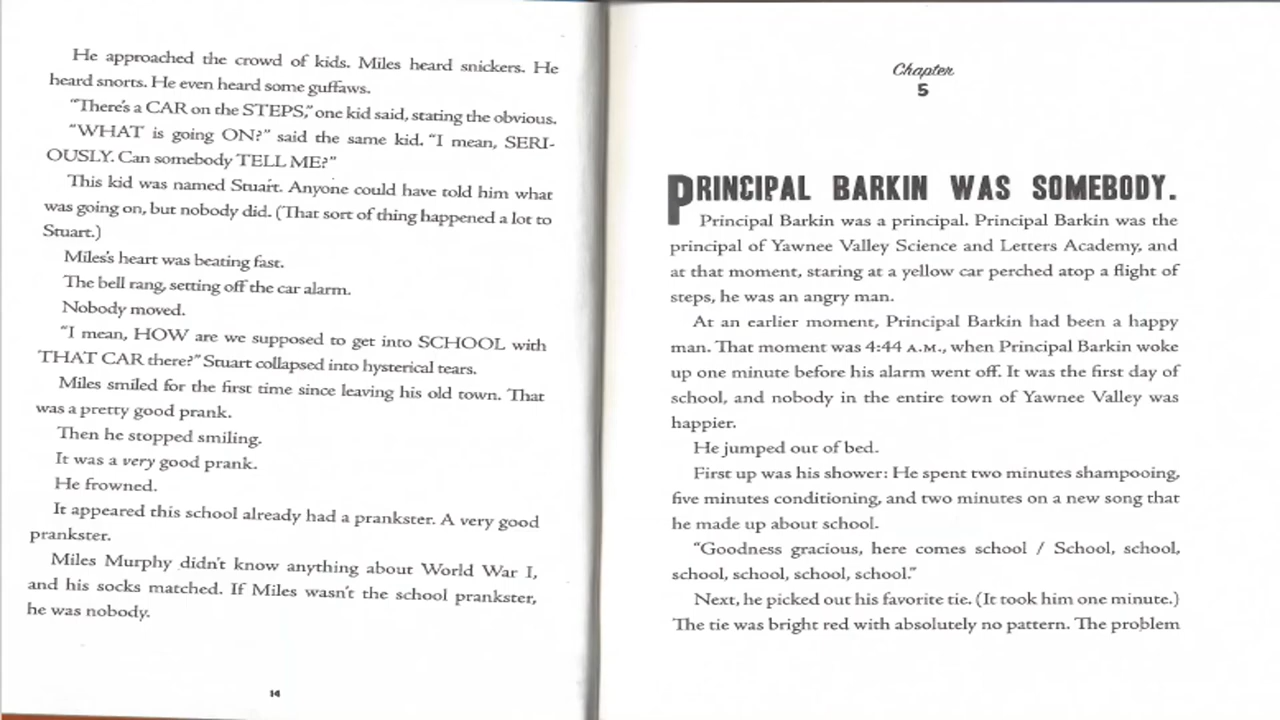 He approached the crowd of kids. Miles heard snickers. He
heard snorts. He even heard some guffaws.
“There’s a CAR on the STEPS,” one kid said, stating the obvious.
“WHAT is going ON?” said the same kid. “I mean, SERI-
OUSLY. Can somebody TELL ME?”
This kid was named Stuart. Anyone could have told him what
was going on, but nobody did. (That sort of thing happened a lot to
Stuart.)
Miles’s heart was beating fast.
The bell rang, setting off the car alarm.
Nobody moved.
“I mean, HOW are we supposed to get into SCHOOL with
THAT CAR there?” Stuart collapsed into hysterical tears.
Miles smiled for the first time since leaving his old town. That
was a pretty good prank.
Then he stopped smiling.
It was a very good prank.
He frowned.
It appeared this school already had a prankster. A very good
prankster.
Miles Murphy didn’t know anything about World War I,
and his socks matched. If Miles wasn’t the school prankster,
he was nobody.
14
Chapter
5
PRINCIPAL BARKIN WAS SOMEBODY.
Principal Barkin was a principal. Principal Barkin was the
principal of Yawnee Valley Science and Letters Academy, and
at that moment, staring at a yellow car perched atop a flight of
steps, he was an angry man.
At an earlier moment, Principal Barkin had been a happy
man. That moment was 4:44 A.M., when Principal Barkin woke
up one minute before his alarm went off. It was the first day of
school, and nobody in the entire town of Yawnee Valley was
happier.
He jumped out of bed.
First up was his shower: He spent two minutes shampooing,
five minutes conditioning, and two minutes on a new song that
he made up about school.
“Goodness gracious, here comes school / School, school,
school, school, school, school.”
Next, he picked out his favorite tie. (It took him one minute.)
The tie was bright red with absolutely no pattern. The problem